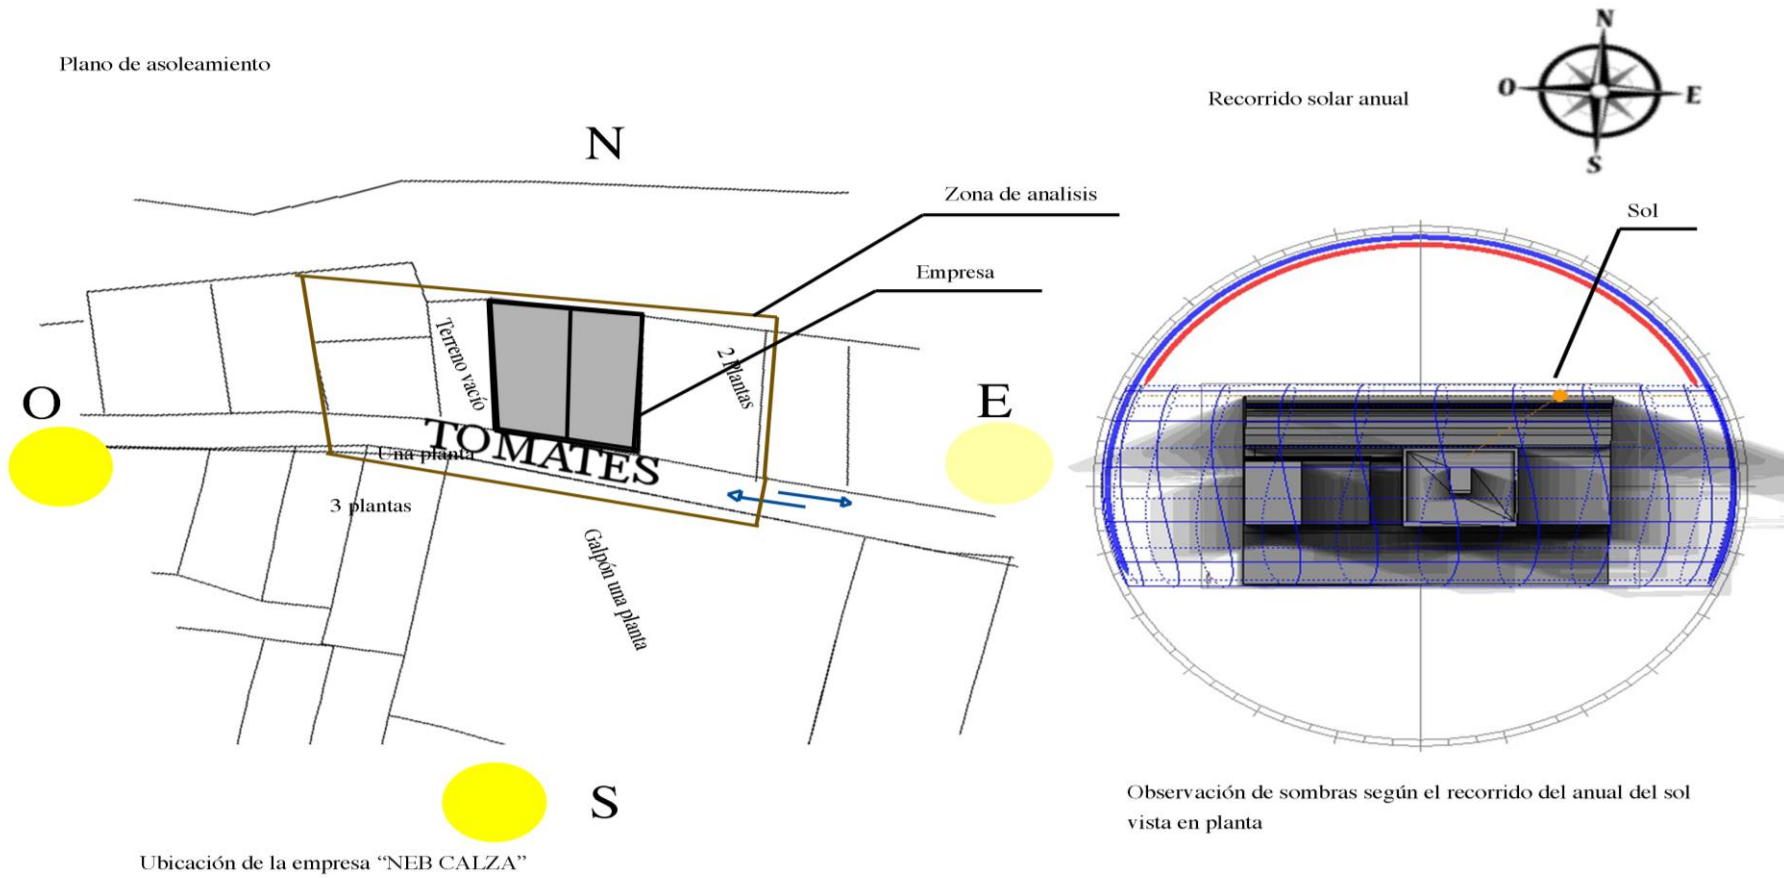 Plano de asoleamiento
N
Zona de analisis
Empresa
Terreno vacío
2 Plantas
O
E
TOMATES
Una planta
3 plantas
Galpón una planta
S
Ubicación de la empresa “NEB CALZA”
Recorrido solar anual
N
O
E
S
Sol
Observación de sombras según el recorrido del anual del sol
vista en planta